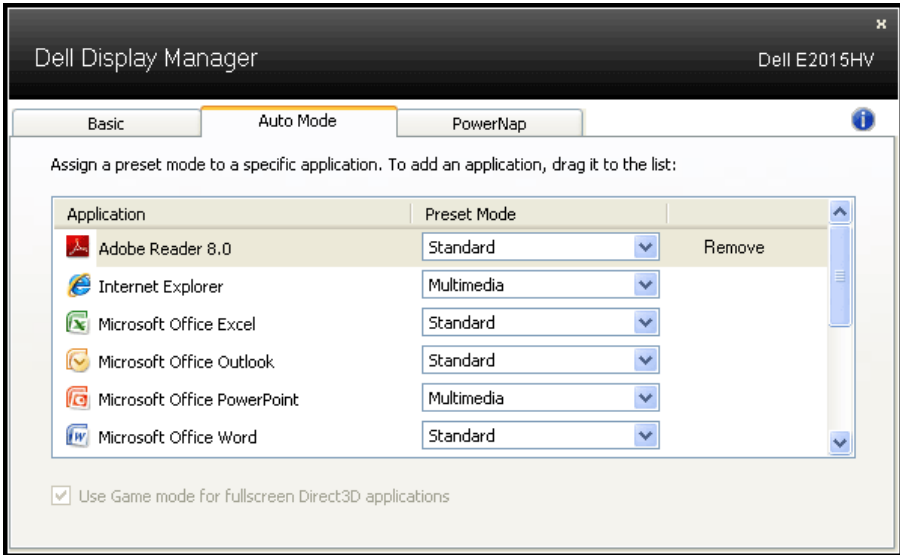 x
Dell Display Manager
Dell E2015HV
Basic
Auto Mode
PowerNap
i
Assign a preset mode to a specific application. To add an application, drag it to the list:
Application Preset Mode
Adobe Reader 8.0 Standard Remove
Internet Explorer Multimedia
Microsoft Office Excel Standard
Microsoft Office Outlook Standard
Microsoft Office PowerPoint Multimedia
Microsoft Office Word Standard
Use Game mode for fullscreen Direct3D applications